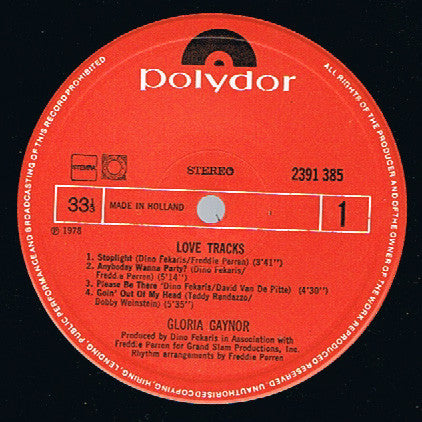 polydor
STEMRA
STEREO
2391 385
33⅓
MADE IN HOLLAND
1
℗ 1978
LOVE TRACKS
1. Stoplight (Dino Fekaris/Freddie Perren) (3'41")
2. Anyboday Wanna Party? (Dino Fekaris/
Freddie Perren) (5'14")
3. Please Be There (Dino Fekaris/David Van De Pitte) (4'30")
4. Goin' Out Of My Head (Teddy Randazzo/
Bobby Weinstein) (5'35")
GLORIA GAYNOR
Produced by Dino Fekaris in Association with
Freddie Perren for Grand Slam Productions, Inc.
Rhythm arrangements by Freddie Perren
ALL RIGHTS OF THE PRODUCER AND OF THE OWNER OF THE WORK REPRODUCED RESERVED. UNAUTHORISED COPYING, HIRING, LENDING, PUBLIC PERFORMANCE AND BROADCASTING OF THIS RECORD PROHIBITED